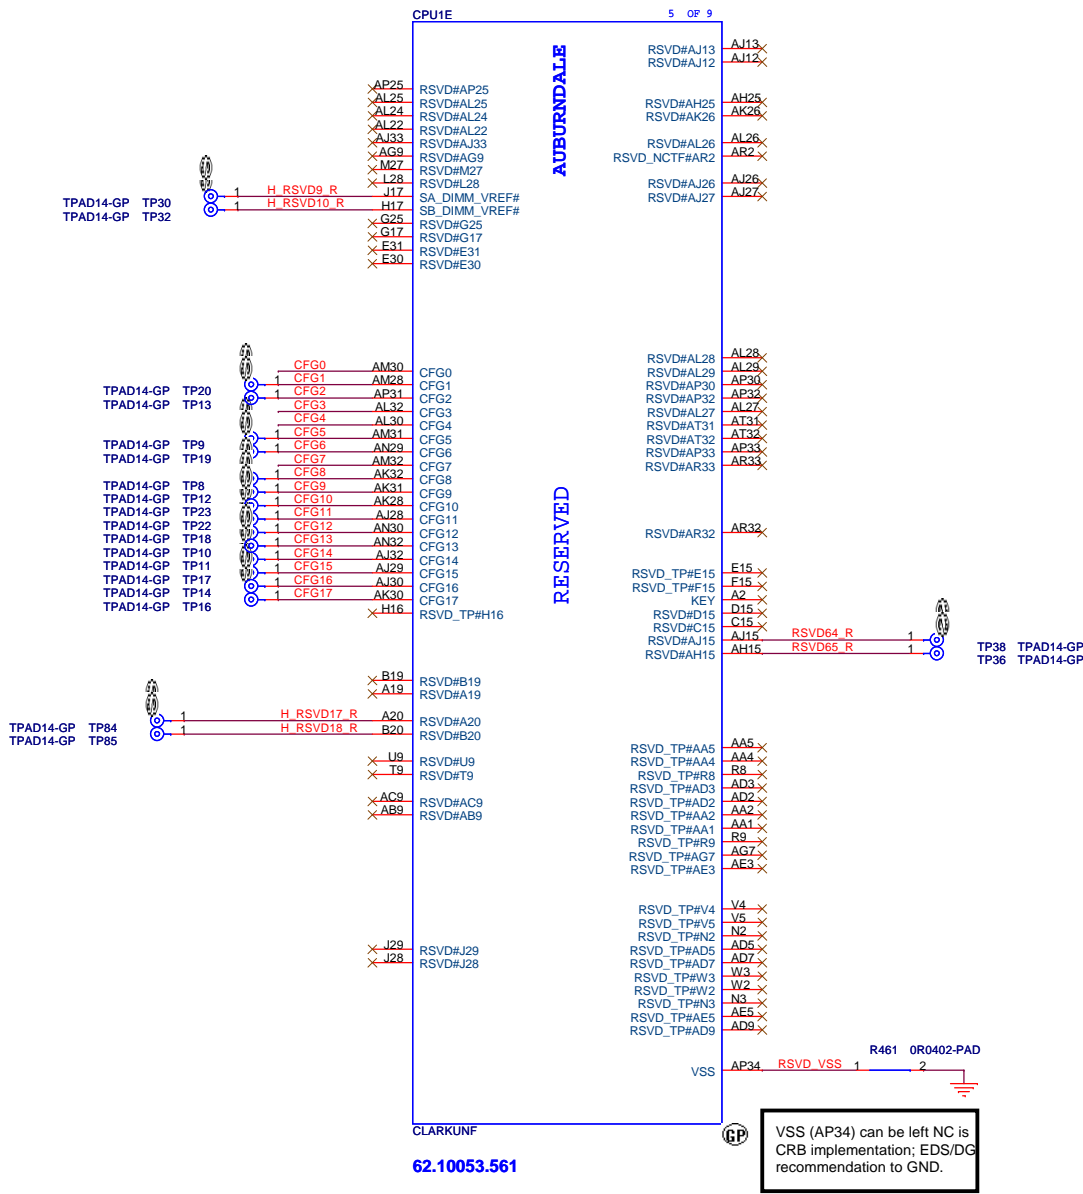 CPU1E
5 OF 9
AUBURNDALE
RESERVED
AP25 RSVD#AP25
AL25 RSVD#AL25
AL24 RSVD#AL24
AL22 RSVD#AL22
AJ33 RSVD#AJ33
AG9 RSVD#AG9
M27 RSVD#M27
L28 RSVD#L28
TPAD14-GP TP30 1 H_RSVD9_R J17 SA_DIMM_VREF#
TPAD14-GP TP32 1 H_RSVD10_R H17 SB_DIMM_VREF#
G25 RSVD#G25
G17 RSVD#G17
E31 RSVD#E31
E30 RSVD#E30
CFG0 AM30 CFG0
TPAD14-GP TP20 1 CFG1 AM28 CFG1
TPAD14-GP TP13 1 CFG2 AP31 CFG2
CFG3 AL32 CFG3
CFG4 AL30 CFG4
TPAD14-GP TP9 1 CFG5 AM31 CFG5
TPAD14-GP TP19 1 CFG6 AN29 CFG6
CFG7 AM32 CFG7
TPAD14-GP TP8 1 CFG8 AK32 CFG8
TPAD14-GP TP12 1 CFG9 AK31 CFG9
TPAD14-GP TP23 1 CFG10 AK28 CFG10
TPAD14-GP TP22 1 CFG11 AJ28 CFG11
TPAD14-GP TP18 1 CFG12 AN30 CFG12
TPAD14-GP TP10 1 CFG13 AN32 CFG13
TPAD14-GP TP11 1 CFG14 AJ32 CFG14
TPAD14-GP TP17 1 CFG15 AJ29 CFG15
TPAD14-GP TP14 1 CFG16 AJ30 CFG16
TPAD14-GP TP16 1 CFG17 AK30 CFG17
H16 RSVD_TP#H16
B19 RSVD#B19
A19 RSVD#A19
TPAD14-GP TP84 1 H_RSVD17_R A20 RSVD#A20
TPAD14-GP TP85 1 H_RSVD18_R B20 RSVD#B20
U9 RSVD#U9
T9 RSVD#T9
AC9 RSVD#AC9
AB9 RSVD#AB9
J29 RSVD#J29
J28 RSVD#J28
RSVD#AJ13 AJ13
RSVD#AJ12 AJ12
RSVD#AH25 AH25
RSVD#AK26 AK26
RSVD#AL26 AL26
RSVD_NCTF#AR2 AR2
RSVD#AJ26 AJ26
RSVD#AJ27 AJ27
RSVD#AL28 AL28
RSVD#AL29 AL29
RSVD#AP30 AP30
RSVD#AP32 AP32
RSVD#AL27 AL27
RSVD#AT31 AT31
RSVD#AT32 AT32
RSVD#AP33 AP33
RSVD#AR33 AR33
RSVD#AR32 AR32
RSVD_TP#E15 E15
RSVD_TP#F15 F15
KEY A2
RSVD#D15 D15
RSVD#C15 C15
RSVD#AJ15 AJ15 RSVD64_R 1 TP38 TPAD14-GP
RSVD#AH15 AH15 RSVD65_R 1 TP36 TPAD14-GP
RSVD_TP#AA5 AA5
RSVD_TP#AA4 AA4
RSVD_TP#R8 R8
RSVD_TP#AD3 AD3
RSVD_TP#AD2 AD2
RSVD_TP#AA2 AA2
RSVD_TP#AA1 AA1
RSVD_TP#R9 R9
RSVD_TP#AG7 AG7
RSVD_TP#AE3 AE3
RSVD_TP#V4 V4
RSVD_TP#V5 V5
RSVD_TP#N2 N2
RSVD_TP#AD5 AD5
RSVD_TP#AD7 AD7
RSVD_TP#W3 W3
RSVD_TP#W2 W2
RSVD_TP#N3 N3
RSVD_TP#AE5 AE5
RSVD_TP#AD9 AD9
R461 0R0402-PAD
VSS AP34 RSVD_VSS 1 2
CLARKUNF
62.10053.561
GP
VSS (AP34) can be left NC is
CRB implementation; EDS/DG
recommendation to GND.